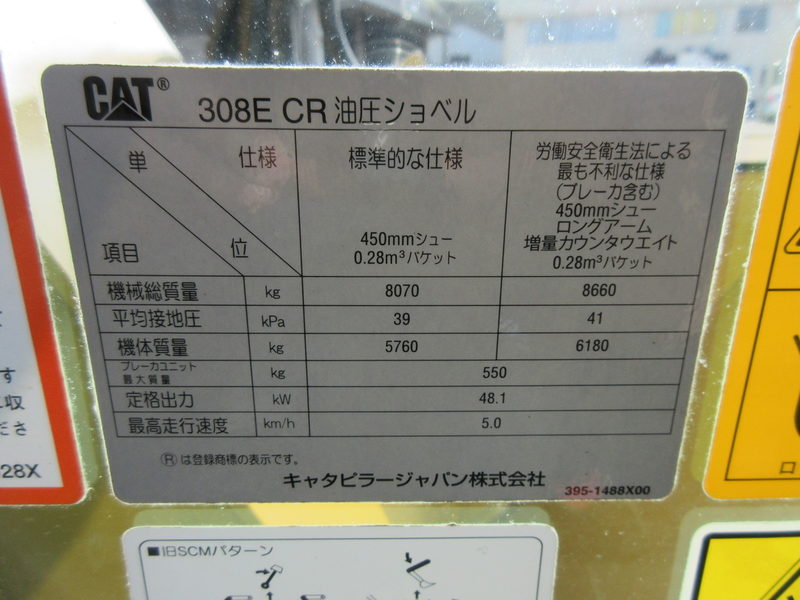 CAT® 308E CR 油圧ショベル
単 仕様
項目 位
標準的な仕様
450mmシュー
0.28m³バケット
労働安全衛生法による
最も不利な仕様
(ブレーカ含む)
450mmシュー
ロングアーム
増量カウンタウエイト
0.28m³バケット
機械総質量 kg 8070 8660
平均接地圧 kPa 39 41
機体質量 kg 5760 6180
ブレーカユニット
最大質量 kg 550
定格出力 kW 48.1
最高走行速度 km/h 5.0
Ⓡは登録商標の表示です。
キャタピラージャパン株式会社
395-1488X00
す
収
ださ
28X
■旧SCMパターン
ロ